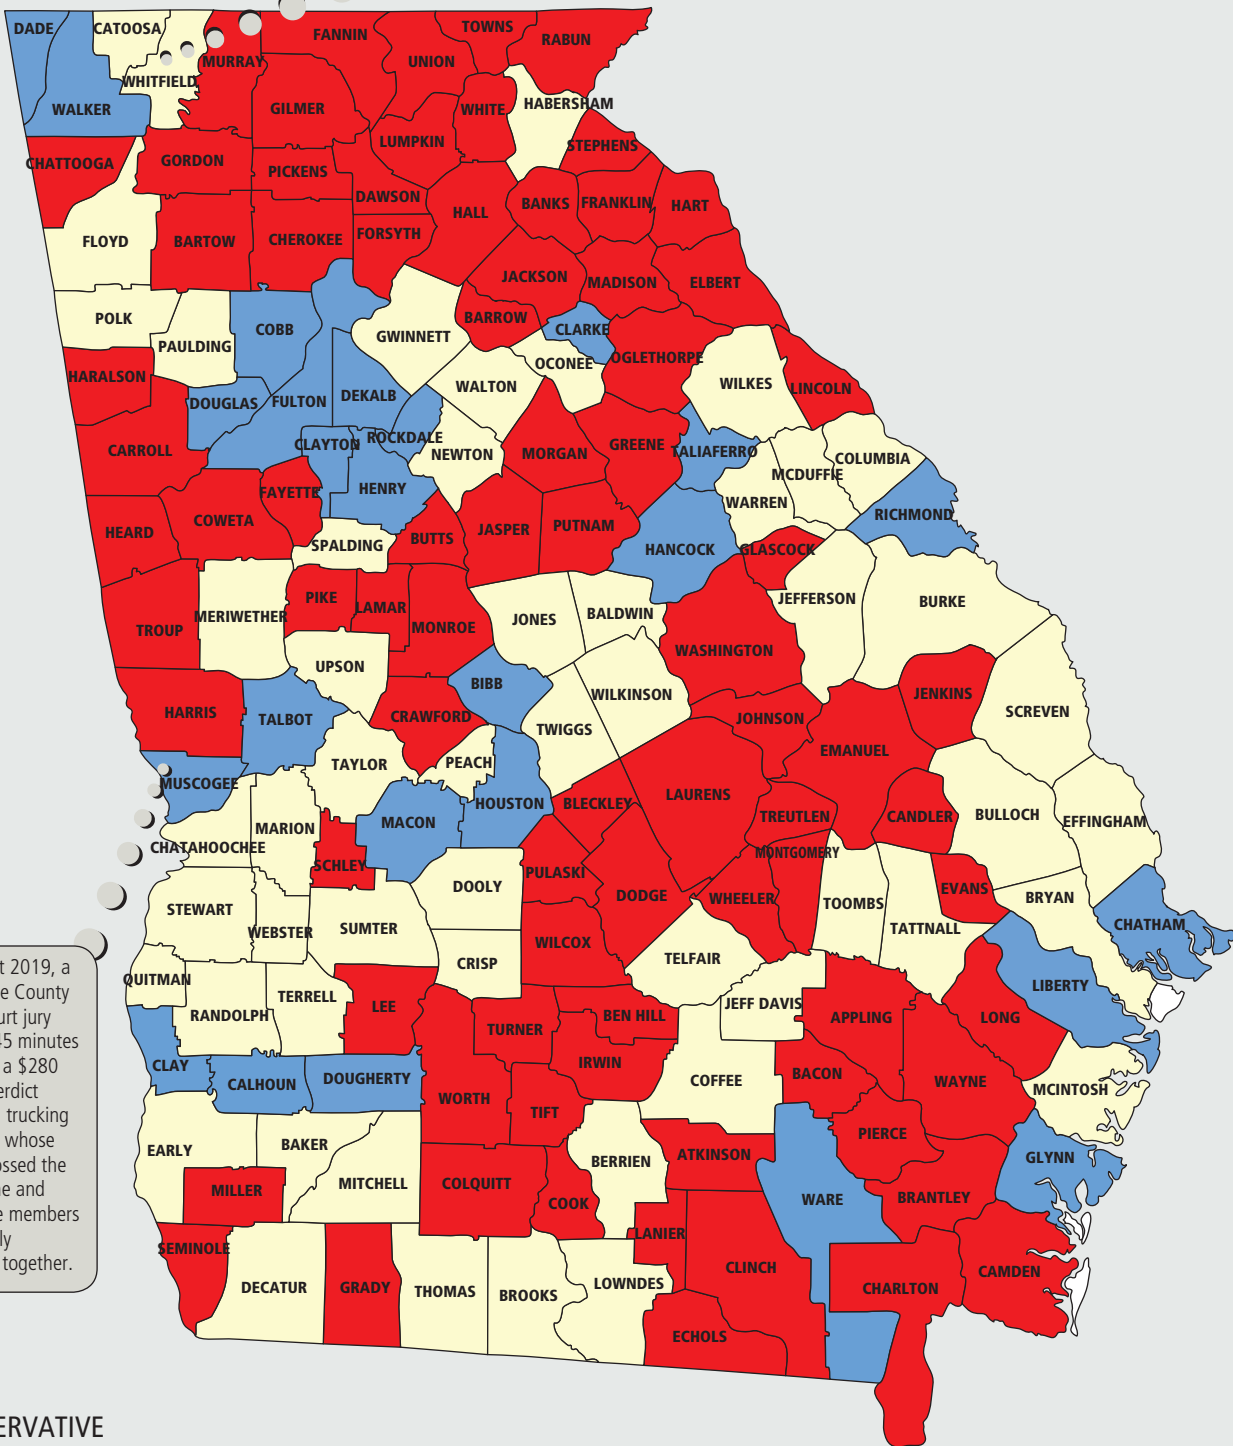 DADE
CATOOSA
WHITFIELD
WALKER
MURRAY
FANNIN
TOWNS
RABUN
UNION
GILMER
WHITE
HABERSHAM
LUMPKIN
STEPHENS
CHATTOOGA
GORDON
PICKENS
DAWSON
BANKS
FRANKLIN
HART
HALL
FLOYD
BARTOW
CHEROKEE
FORSYTH
JACKSON
MADISON
ELBERT
POLK
PAULDING
COBB
GWINNETT
BARROW
CLARKE
OCONEE
OGLETHORPE
WILKES
LINCOLN
HARALSON
DOUGLAS
FULTON
DEKALB
WALTON
CARROLL
CLAYTON
ROCKDALE
NEWTON
MORGAN
GREENE
TALIAFERRO
MCDUFFIE
COLUMBIA
FAYETTE
HENRY
WARREN
HEARD
COWETA
SPALDING
BUTTS
JASPER
PUTNAM
HANCOCK
GLASCOCK
RICHMOND
TROUP
MERIWETHER
PIKE
LAMAR
MONROE
JONES
BALDWIN
JEFFERSON
BURKE
UPSON
WASHINGTON
HARRIS
TALBOT
BIBB
CRAWFORD
TWIGGS
WILKINSON
JOHNSON
JENKINS
SCREVEN
TAYLOR
PEACH
EMANUEL
MUSCOGEE
HOUSTON
BLECKLEY
LAURENS
TREUTLEN
CANDLER
BULLOCH
EFFINGHAM
CHATAHOOCHEE
MARION
MACON
SCHLEY
MONTGOMERY
DOOLY
PULASKI
DODGE
WHEELER
TOOMBS
EVANS
BRYAN
STEWART
WEBSTER
SUMTER
TATTNALL
CHATHAM
WILCOX
CRISP
TELFAIR
QUITMAN
TERRELL
LEE
RANDOLPH
TURNER
BEN HILL
JEFF DAVIS
APPLING
LONG
LIBERTY
CLAY
CALHOUN
DOUGHERTY
WORTH
IRWIN
COFFEE
BACON
WAYNE
MCINTOSH
TIFT
EARLY
BAKER
PIERCE
BERRIEN
ATKINSON
GLYNN
MITCHELL
MILLER
COLQUITT
COOK
WARE
BRANTLEY
LANIER
SEMINOLE
CLINCH
CAMDEN
DECATUR
GRADY
THOMAS
BROOKS
LOWNDES
CHARLTON
ECHOLS
t 2019, a
e County
urt jury
45 minutes
a $280
erdict
trucking
whose
ossed the
ne and
e members
ly
together.
ERVATIVE